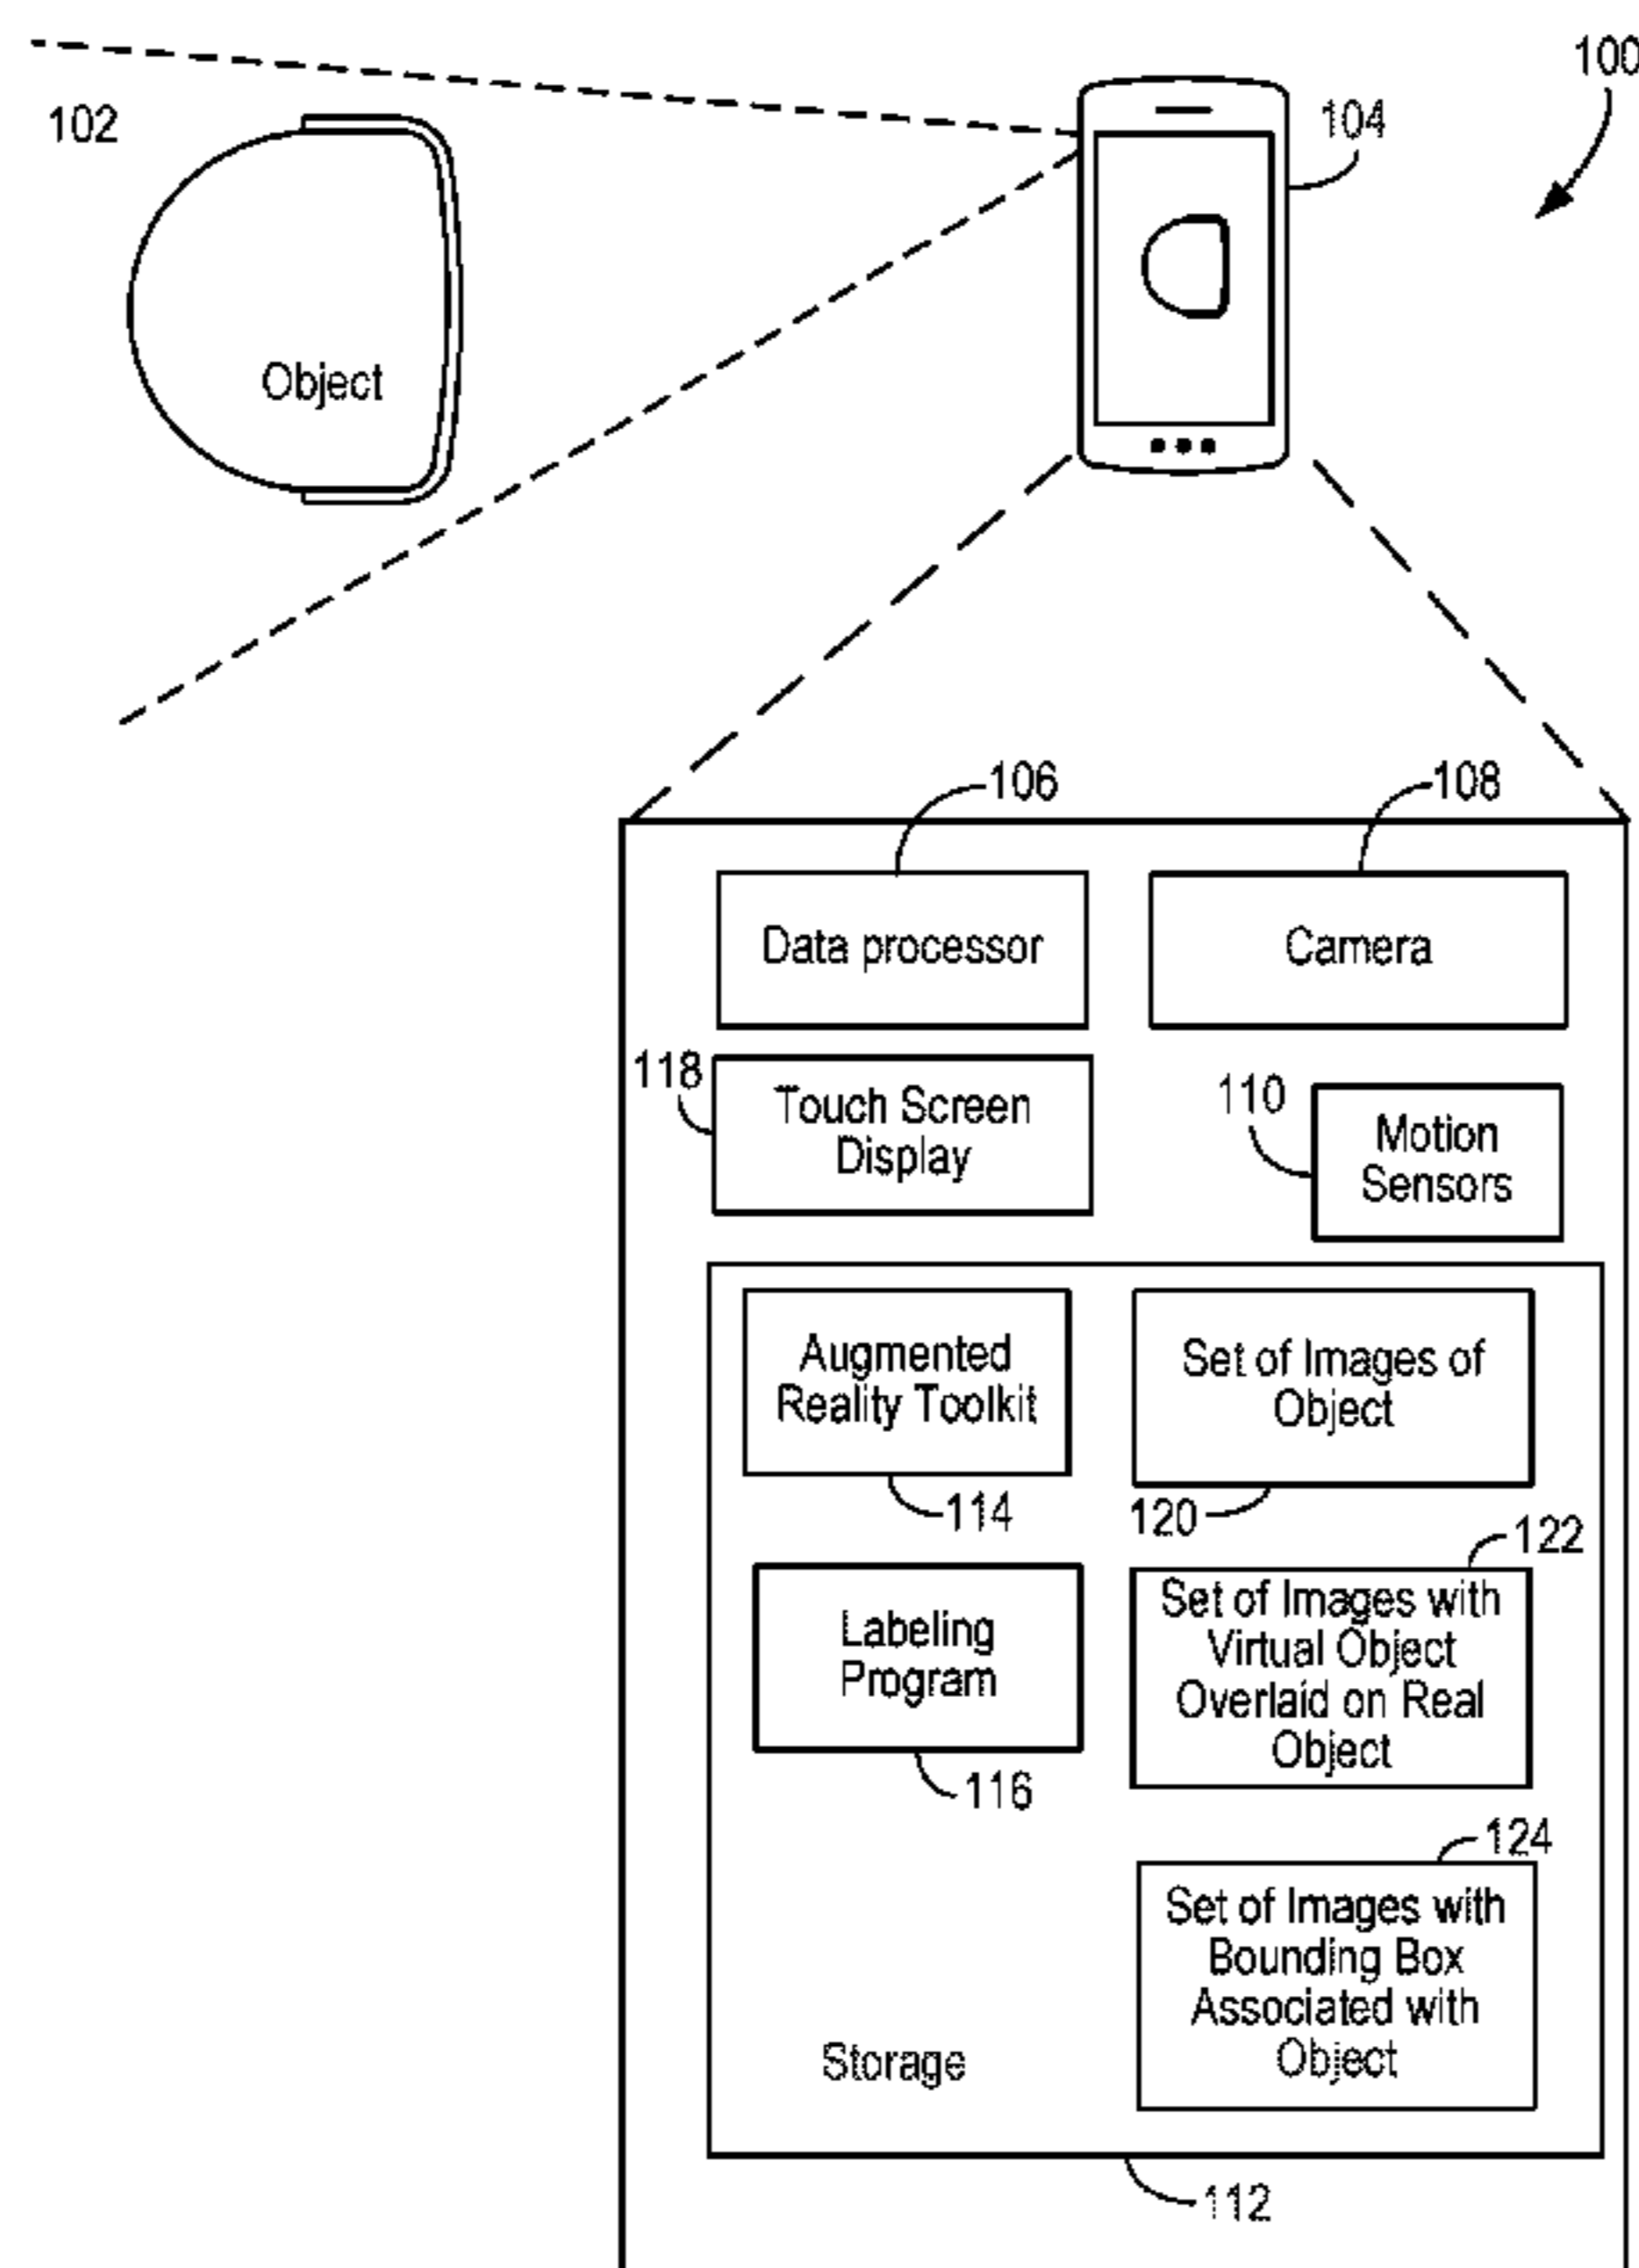 100
102
104
Object
106
108
Data processor
Camera
118
Touch Screen
Display
110
Motion
Sensors
Augmented
Reality Toolkit
114
Set of Images of
Object
120
Labeling
Program
116
122
Set of Images with
Virtual Object
Overlaid on Real
Object
124
Set of Images with
Bounding Box
Associated with
Object
Storage
112